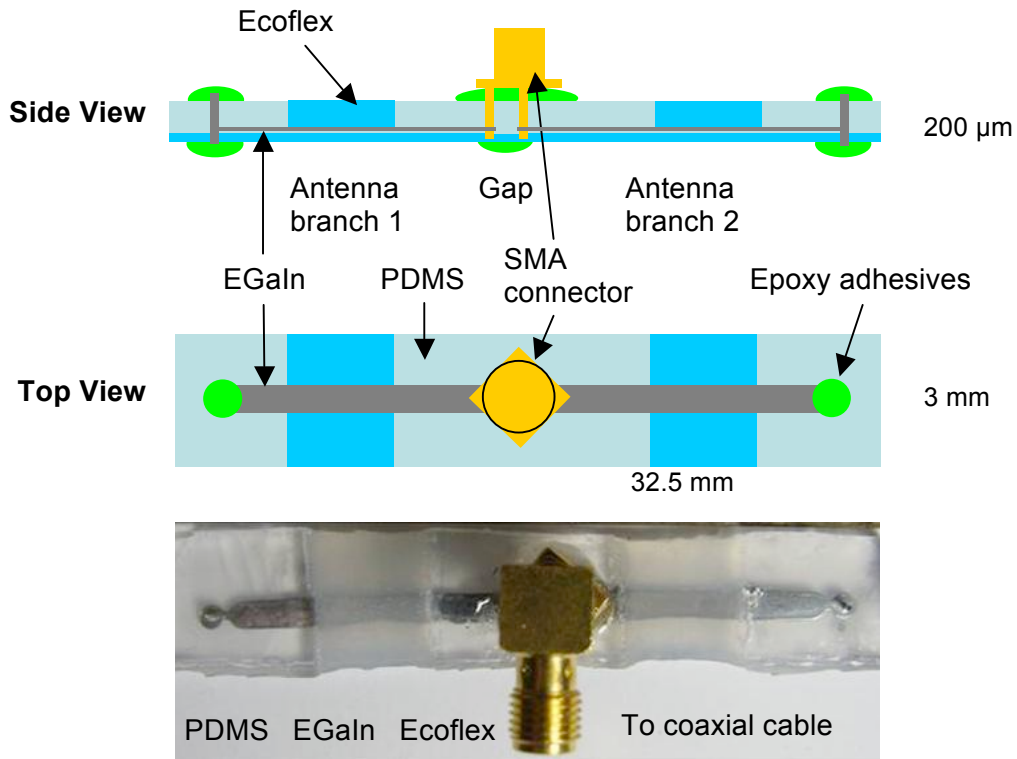 Ecoflex
Side View
200 µm
Antenna
branch 1
Gap
Antenna
branch 2
EGaIn
PDMS
SMA
connector
Epoxy adhesives
Top View
3 mm
32.5 mm
PDMS EGaIn Ecoflex To coaxial cable